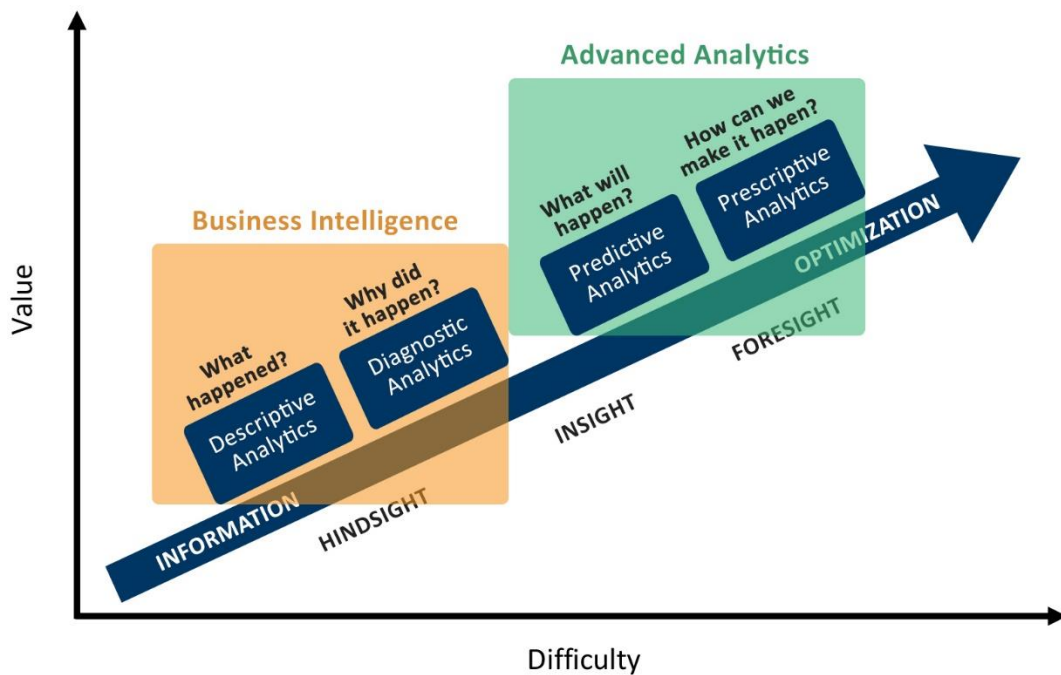 Advanced Analytics
How can we
make it hapen?
Prescriptive
Analytics
What will
happen?
Predictive
Analytics
OPTIMIZATION
Business Intelligence
Why did
it happen?
Diagnostic
Analytics
What
happened?
Descriptive
Analytics
INFORMATION
HINDSIGHT
INSIGHT
FORESIGHT
Value
Difficulty